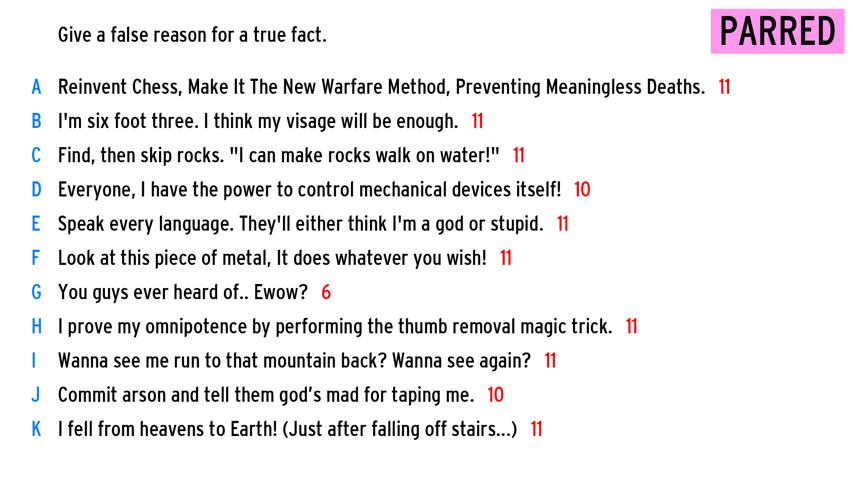 Give a false reason for a true fact.
PARRED
A Reinvent Chess, Make It The New Warfare Method, Preventing Meaningless Deaths. 11
B I'm six foot three. I think my visage will be enough. 11
C Find, then skip rocks. "I can make rocks walk on water!" 11
D Everyone, I have the power to control mechanical devices itself! 10
E Speak every language. They'll either think I'm a god or stupid. 11
F Look at this piece of metal, It does whatever you wish! 11
G You guys ever heard of.. Ewow? 6
H I prove my omnipotence by performing the thumb removal magic trick. 11
I Wanna see me run to that mountain back? Wanna see again? 11
J Commit arson and tell them god’s mad for taping me. 10
K I fell from heavens to Earth! (Just after falling off stairs...) 11